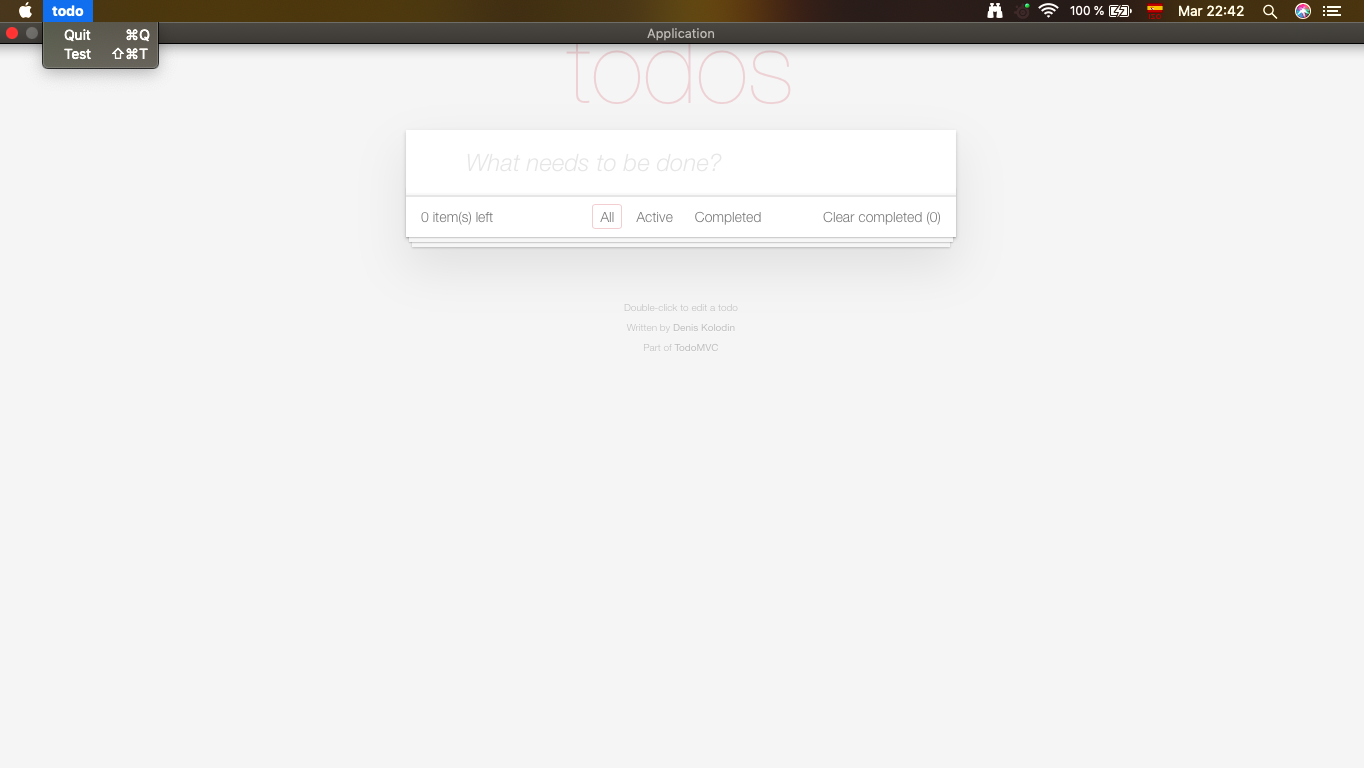 todo 100 % Mar 22:42
Application
Quit ⌘Q
Test ⇧⌘T
todos
What needs to be done?
0 item(s) left All Active Completed Clear completed (0)
Double-click to edit a todo
Written by Denis Kolodin
Part of TodoMVC